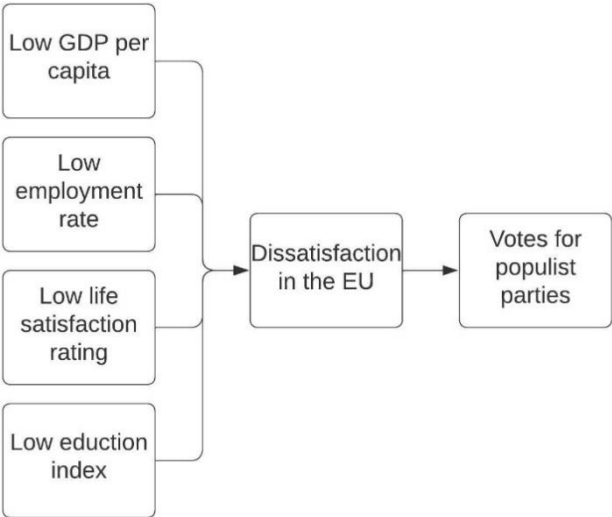 Low GDP per
capita
Low
employment
rate
Low life
satisfaction
rating
Low eduction
index
Dissatisfaction
in the EU
Votes for
populist
parties